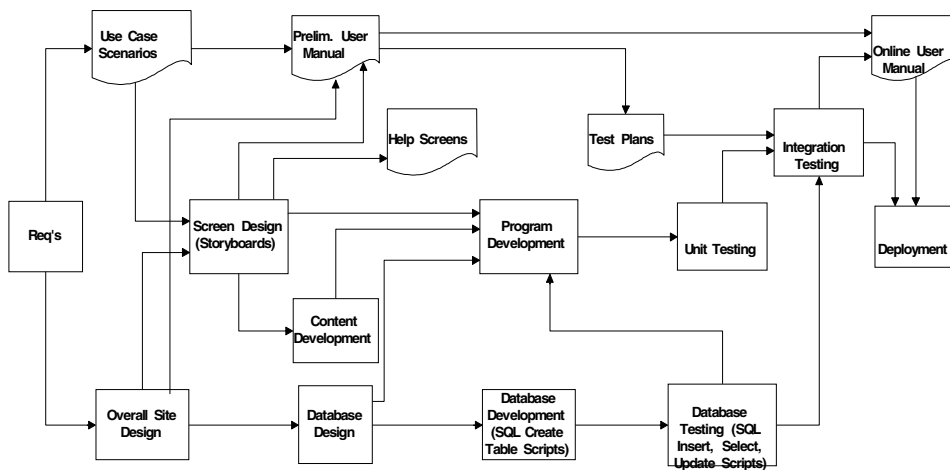 Use Case
Scenarios
Prelim. User
Manual
Online User
Manual
Help Screens
Test Plans
Integration
Testing
Req's
Screen Design
(Storyboards)
Program
Development
Unit Testing
Deployment
Content
Development
Overall Site
Design
Database
Design
Database
Development
(SQL Create
Table Scripts)
Database
Testing (SQL
Insert, Select,
Update Scripts)